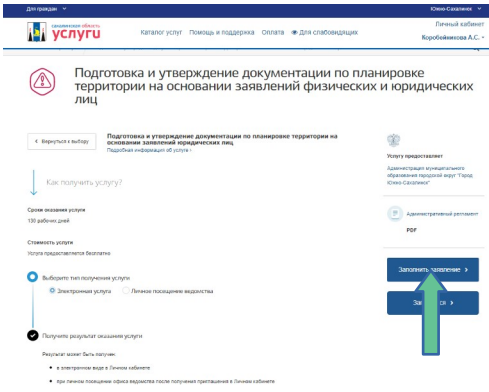 Для граждан
Южно-Сахалинск
сахалинская область
услуги
Каталог услуг Помощь и поддержка Оплата Для слабовидящих
Личный кабинет
Коробейникова А.С.
Подготовка и утверждение документации по планировке
территории на основании заявлений физических и юридических
лиц
Вернуться к выбору
Подготовка и утверждение документации по планировке территории на
основании заявлений юридических лиц
Подробная информация об услуге ›
Как получить услугу?
Сроки оказания услуги
130 рабочих дней
Стоимость услуги
Услуга предоставляется бесплатно
Выберите тип получения услуги
Электронная услуга Личное посещение ведомства
Получите результат оказания услуги
Результат может быть получен:
• в электронном виде в Личном кабинете
• при личном посещении офиса ведомства после получения приглашения в Личном кабинете
Услугу предоставляет
Администрация муниципального
образования городской округ "Город
Южно-Сахалинск"
Административный регламент
PDF
Заполнить заявление ›